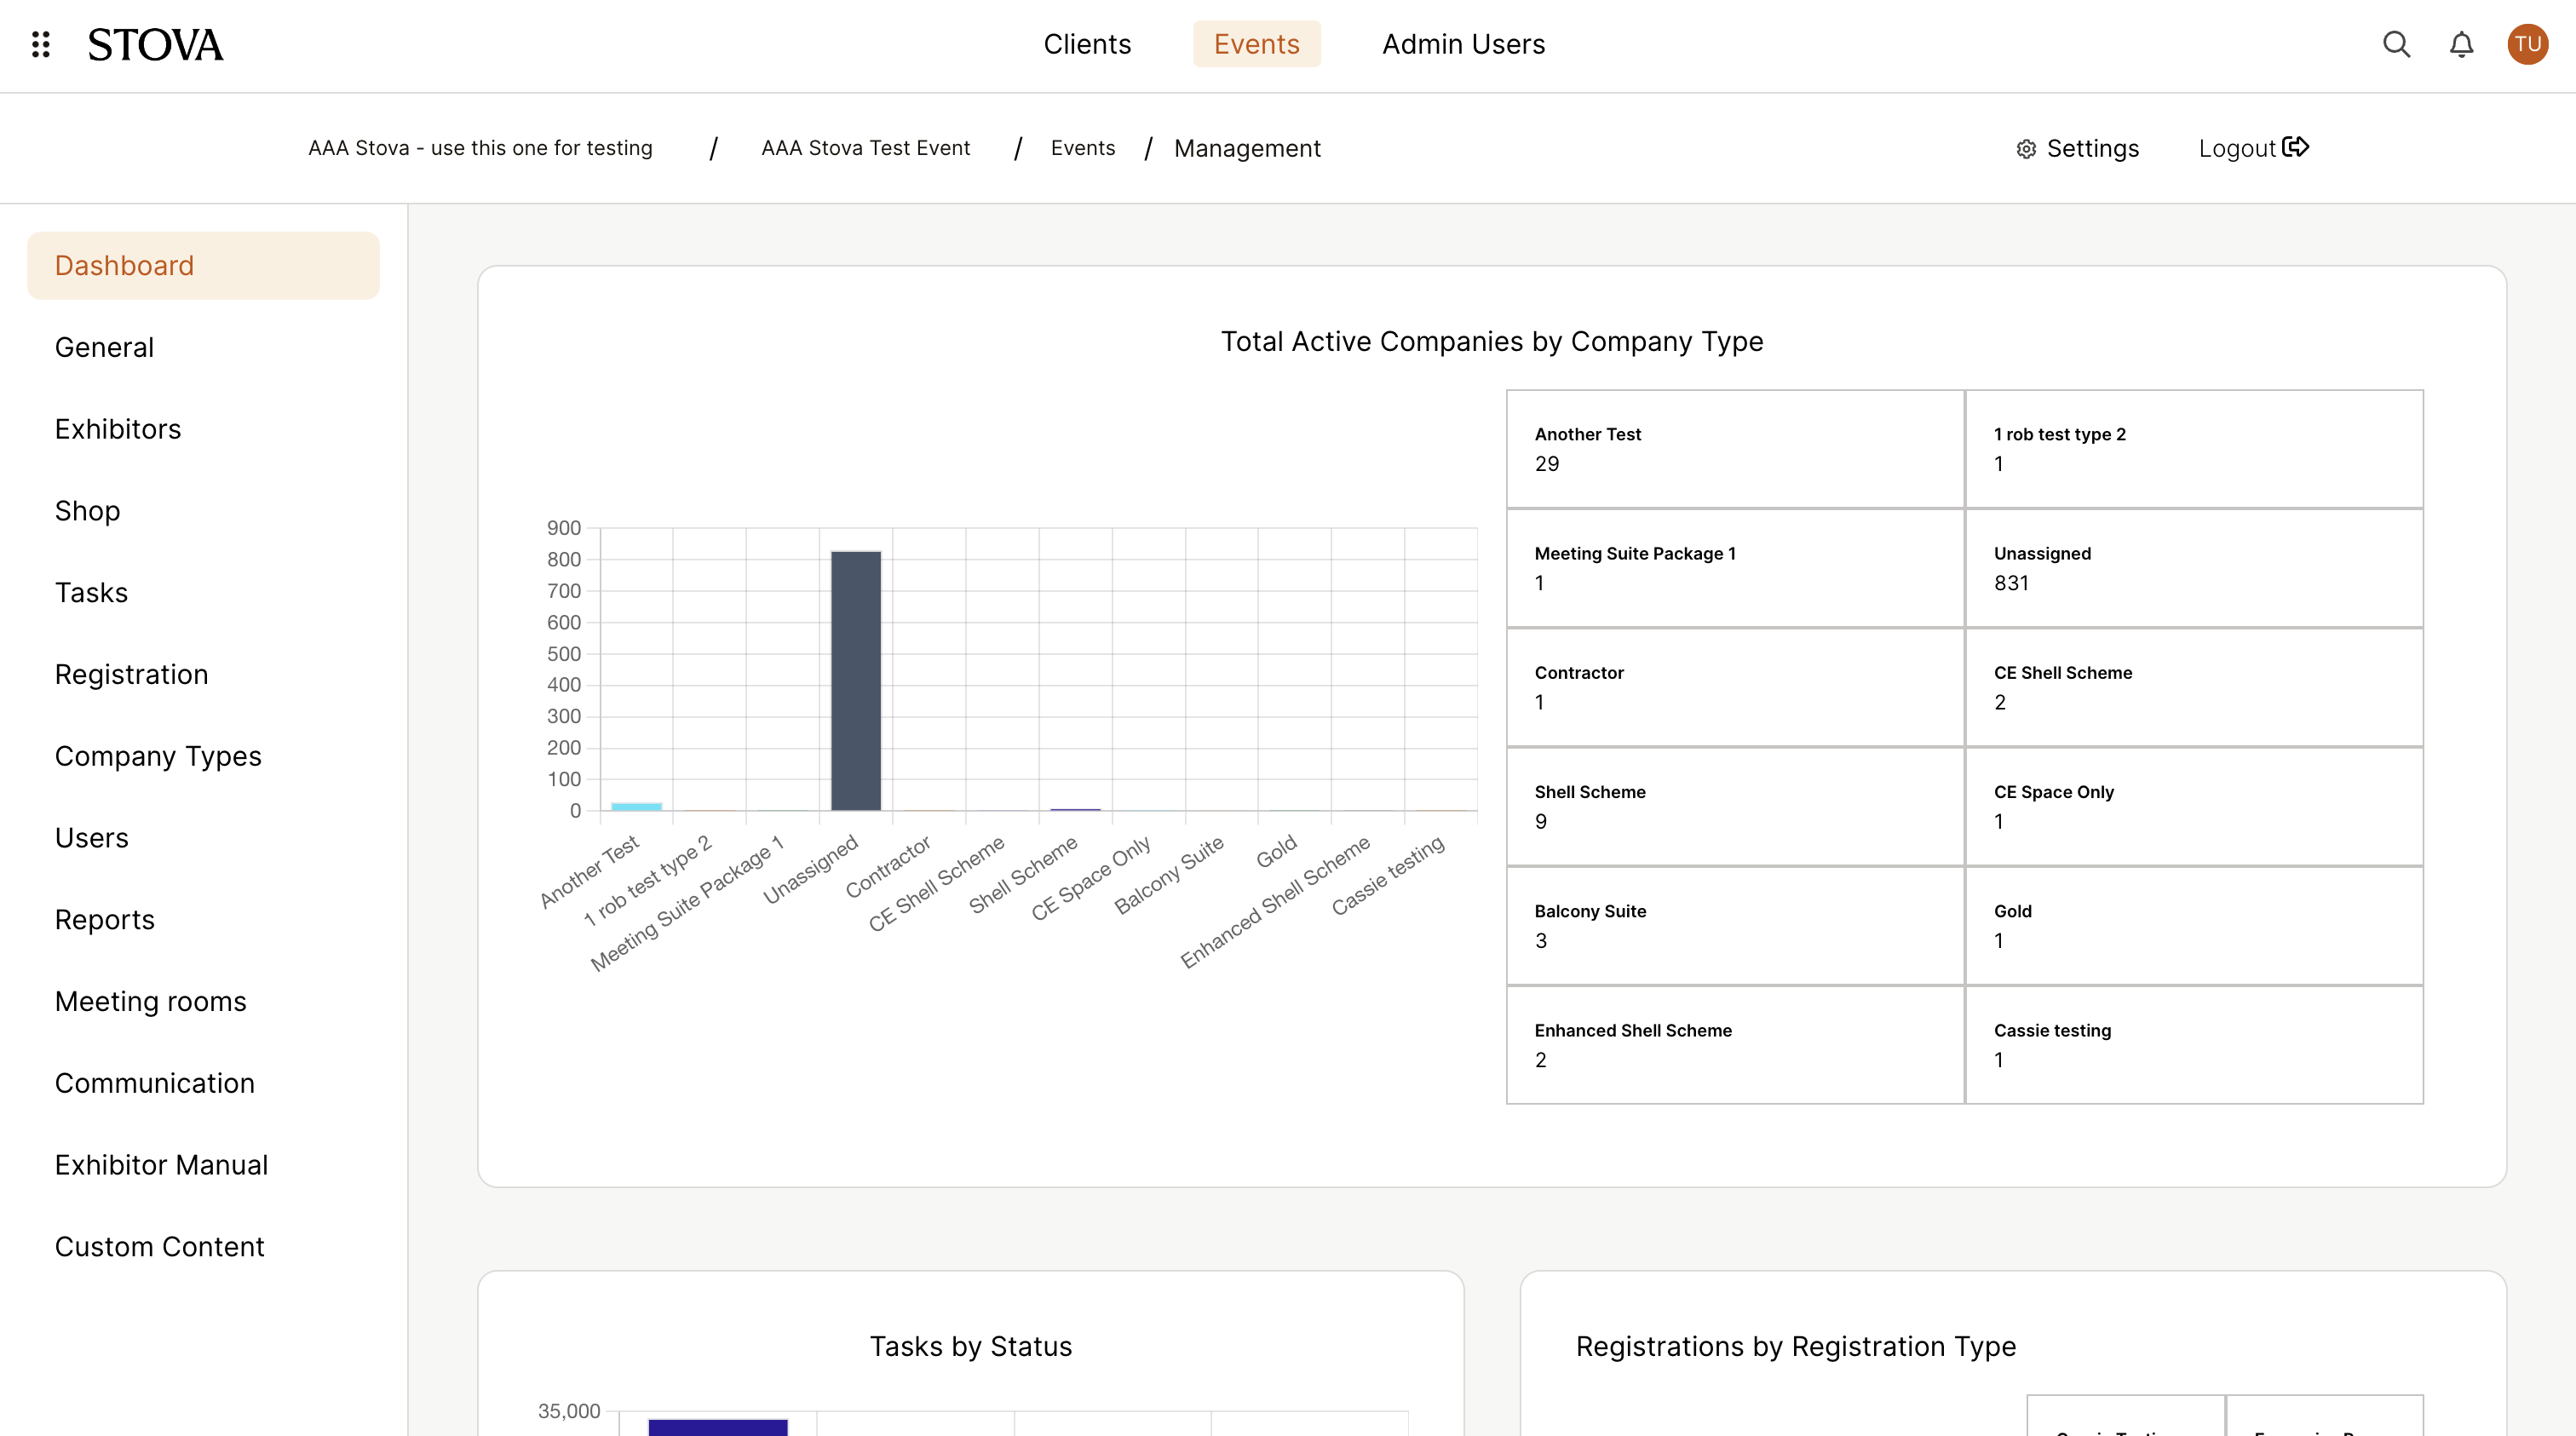 STOVA
Clients
Events
Admin Users
TU
AAA Stova - use this one for testing / AAA Stova Test Event / Events / Management
Settings
Logout
Dashboard
General
Exhibitors
Shop
Tasks
Registration
Company Types
Users
Reports
Meeting rooms
Communication
Exhibitor Manual
Custom Content
Total Active Companies by Company Type
900
800
700
600
500
400
300
200
100
0
Another Test
1 rob test type 2
Meeting Suite Package 1
Unassigned
Contractor
CE Shell Scheme
Shell Scheme
CE Space Only
Balcony Suite
Gold
Enhanced Shell Scheme
Cassie testing
Another Test
29
1 rob test type 2
1
Meeting Suite Package 1
1
Unassigned
831
Contractor
1
CE Shell Scheme
2
Shell Scheme
9
CE Space Only
1
Balcony Suite
3
Gold
1
Enhanced Shell Scheme
2
Cassie testing
1
Tasks by Status
35,000
Registrations by Registration Type